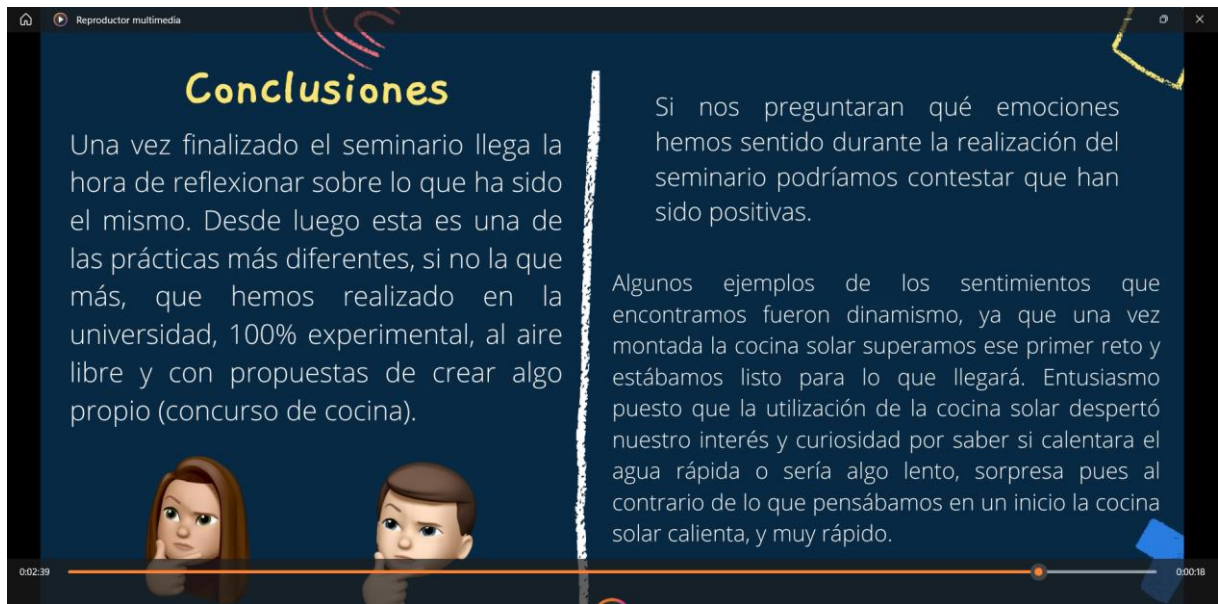 Reproductor multimedia
Conclusiones
Una vez finalizado el seminario llega la
hora de reflexionar sobre lo que ha sido
el mismo. Desde luego esta es una de
las prácticas más diferentes, si no la que
más, que hemos realizado en la
universidad, 100% experimental, al aire
libre y con propuestas de crear algo
propio (concurso de cocina).
Si nos preguntaran qué emociones
hemos sentido durante la realización del
seminario podríamos contestar que han
sido positivas.
Algunos ejemplos de los sentimientos que
encontramos fueron dinamismo, ya que una vez
montada la cocina solar superamos ese primer reto y
estábamos listo para lo que llegará. Entusiasmo
puesto que la utilización de la cocina solar despertó
nuestro interés y curiosidad por saber si calentara el
agua rápida o sería algo lento, sorpresa pues al
contrario de lo que pensábamos en un inicio la cocina
solar calienta, y muy rápido.
0:02:39
0:00:18